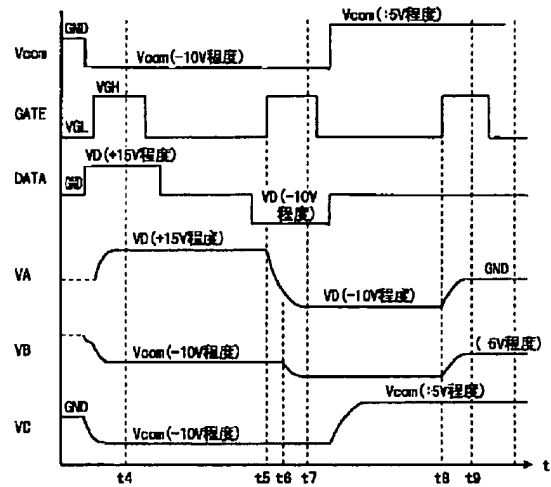 Vcom(:5V程度)
GND
Vcom
Vcom(-10V程度)
VGH
GATE
VGL
VD(+15V程度)
DATA
GND
VD(-10V
程度)
VD(+15V程度)
GND
VA
VD(-10V程度)
(-5V程度)
Vcom(-10V程度)
VB
Vcom(:5V程度)
GND
VC
Vcom(-10V程度)
t
t4
t5
t6
t7
t8
t9